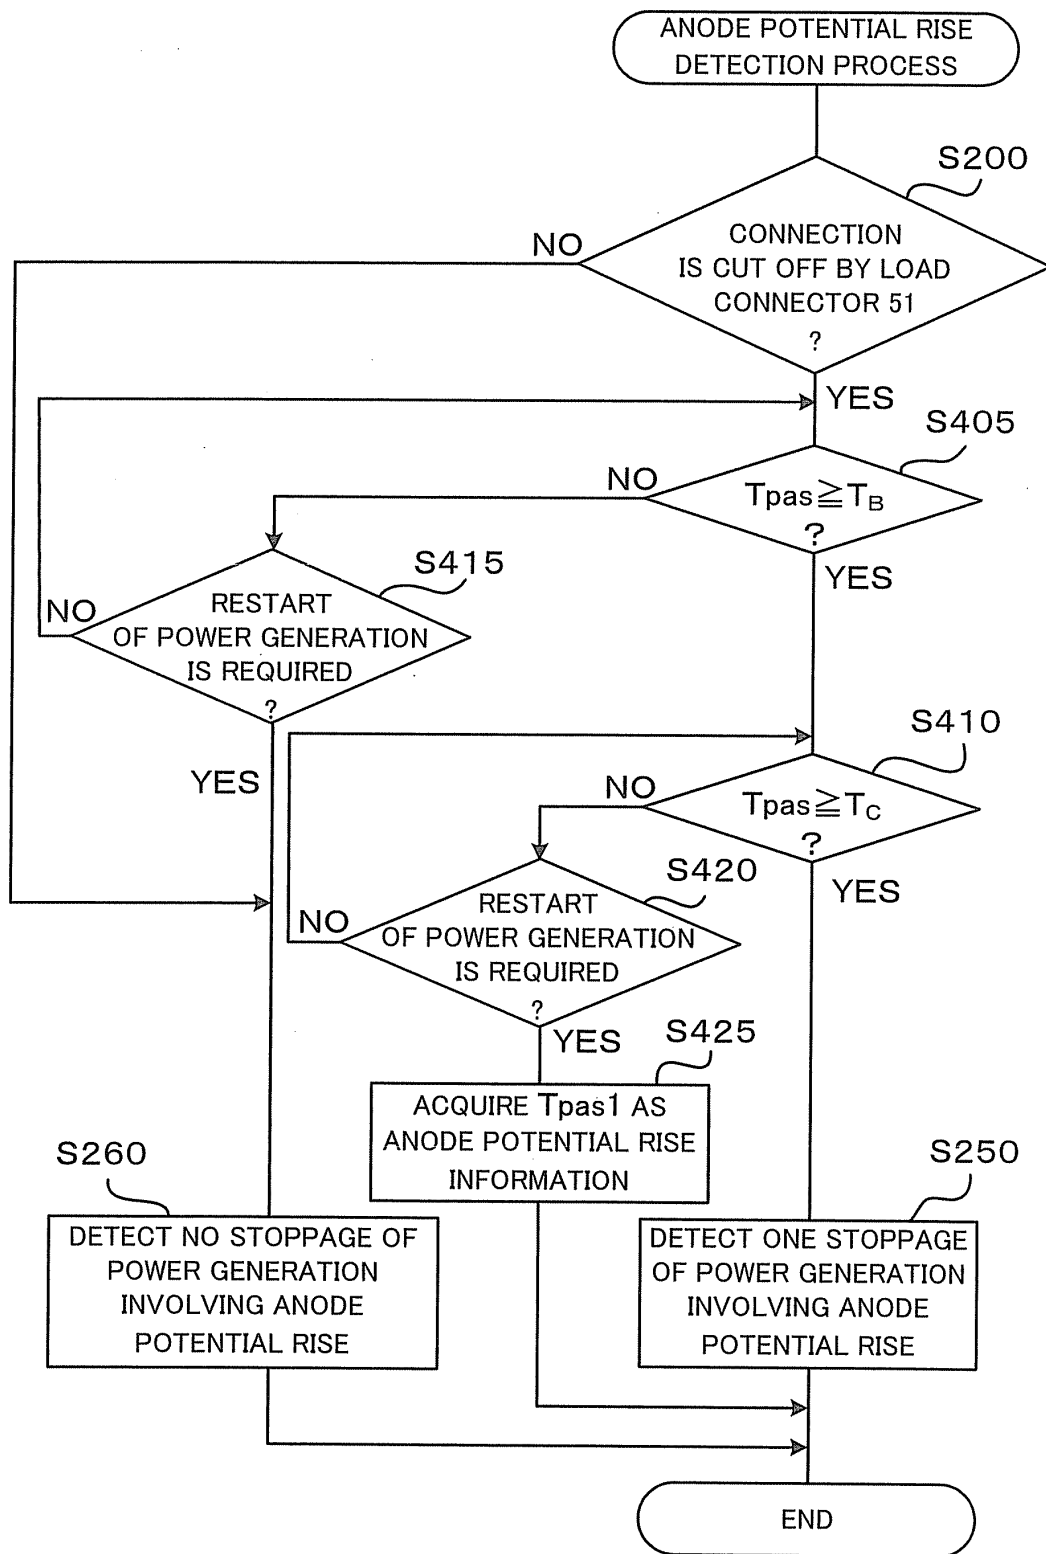 ANODE POTENTIAL RISE
DETECTION PROCESS
S200
CONNECTION
IS CUT OFF BY LOAD
CONNECTOR 51
?
NO
YES
S405
Tpas≧TB
?
NO
YES
S415
RESTART
OF POWER GENERATION
IS REQUIRED
?
NO
YES
S410
Tpas≧TC
?
NO
YES
S420
RESTART
OF POWER GENERATION
IS REQUIRED
?
NO
YES
S425
ACQUIRE Tpas1 AS
ANODE POTENTIAL RISE
INFORMATION
S260
DETECT NO STOPPAGE OF
POWER GENERATION
INVOLVING ANODE
POTENTIAL RISE
S250
DETECT ONE STOPPAGE
OF POWER GENERATION
INVOLVING ANODE
POTENTIAL RISE
END